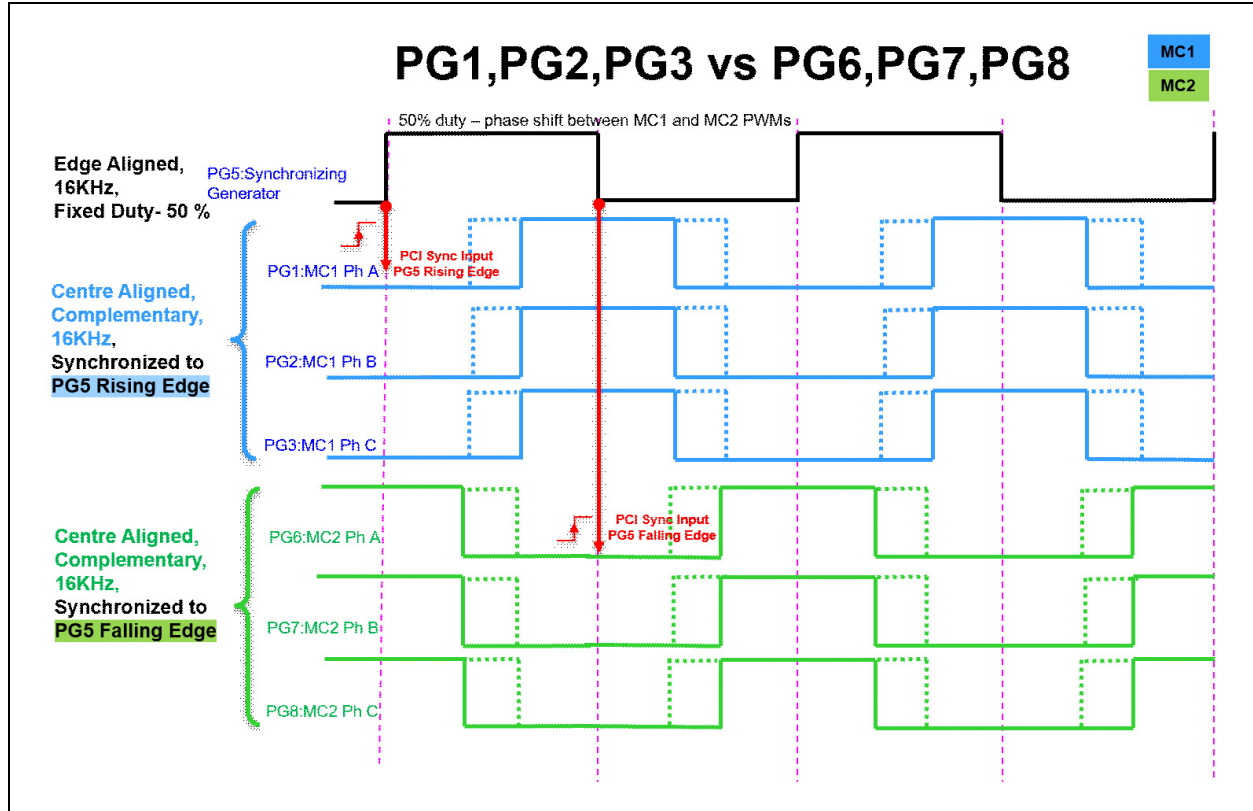 PG1,PG2,PG3 vs PG6,PG7,PG8
MC1
MC2
50% duty – phase shift between MC1 and MC2 PWMs
Edge Aligned,
16KHz,
Fixed Duty- 50 %
PG5:Synchronizing
Generator
PCI Sync Input
PG5 Rising Edge
PG1:MC1 Ph A
Centre Aligned,
Complementary,
16KHz,
Synchronized to
PG5 Rising Edge
PG2:MC1 Ph B
PG3:MC1 Ph C
PCI Sync Input
PG5 Falling Edge
PG6:MC2 Ph A
Centre Aligned,
Complementary,
16KHz,
Synchronized to
PG5 Falling Edge
PG7:MC2 Ph B
PG8:MC2 Ph C